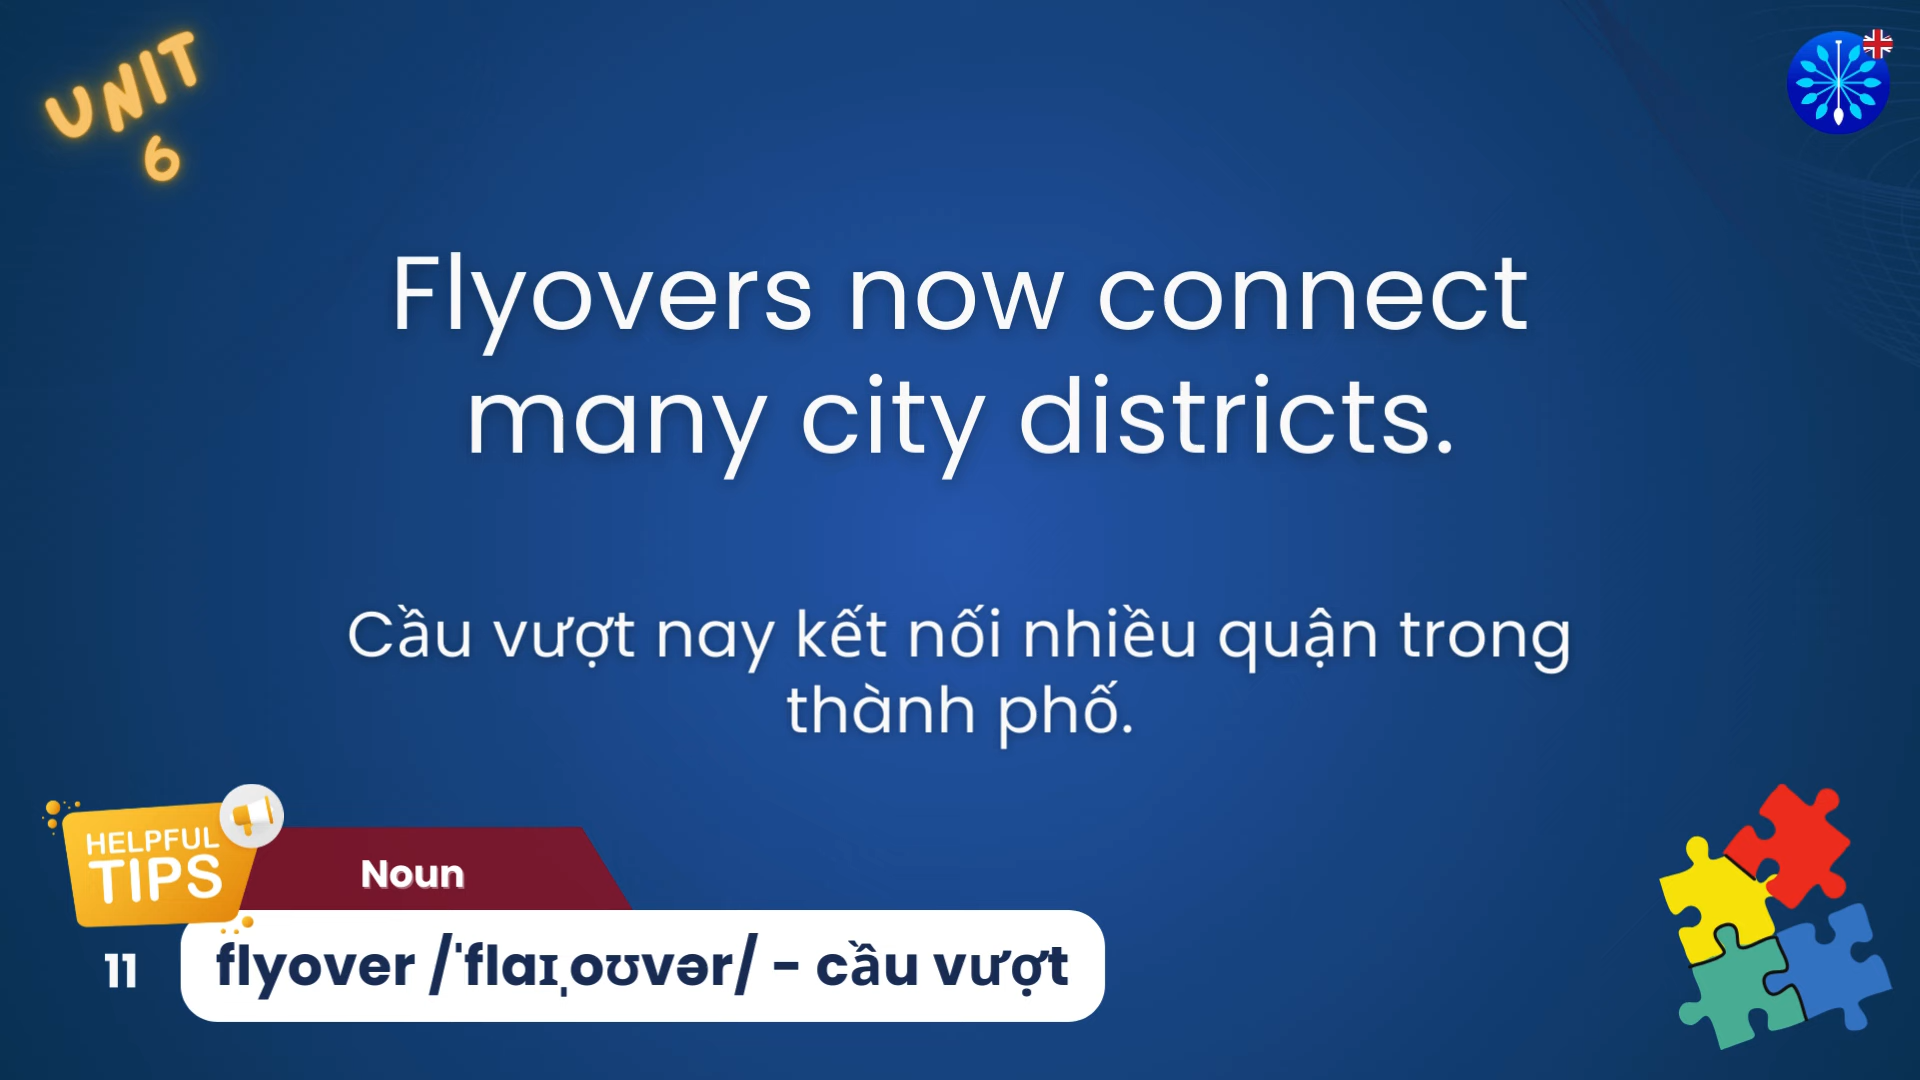 UNIT
6
Flyovers now connect
many city districts.
Cầu vượt nay kết nối nhiều quận trong
thành phố.
HELPFUL
TIPS
Noun
11
flyover /ˈflaɪˌoʊvər/ - cầu vượt